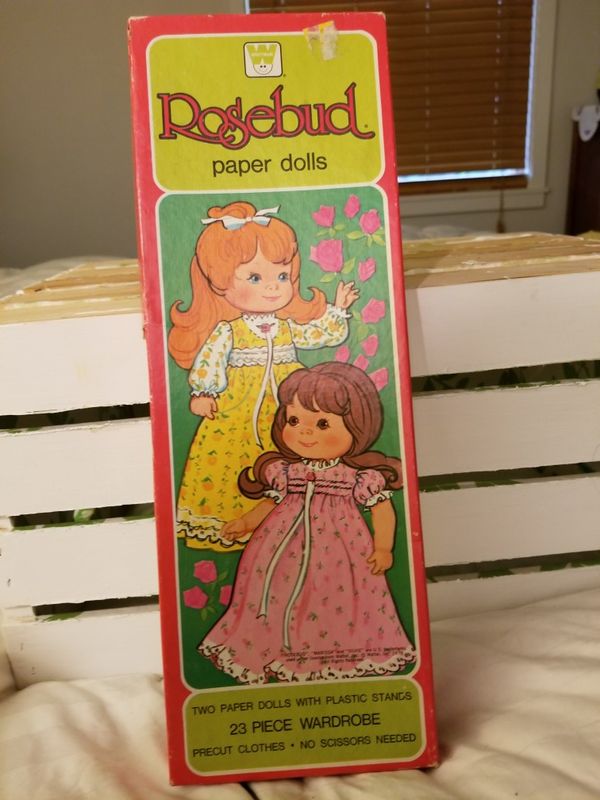 Rosebud®
paper dolls
TWO PAPER DOLLS WITH PLASTIC STANDS
23 PIECE WARDROBE
PRECUT CLOTHES • NO SCISSORS NEEDED